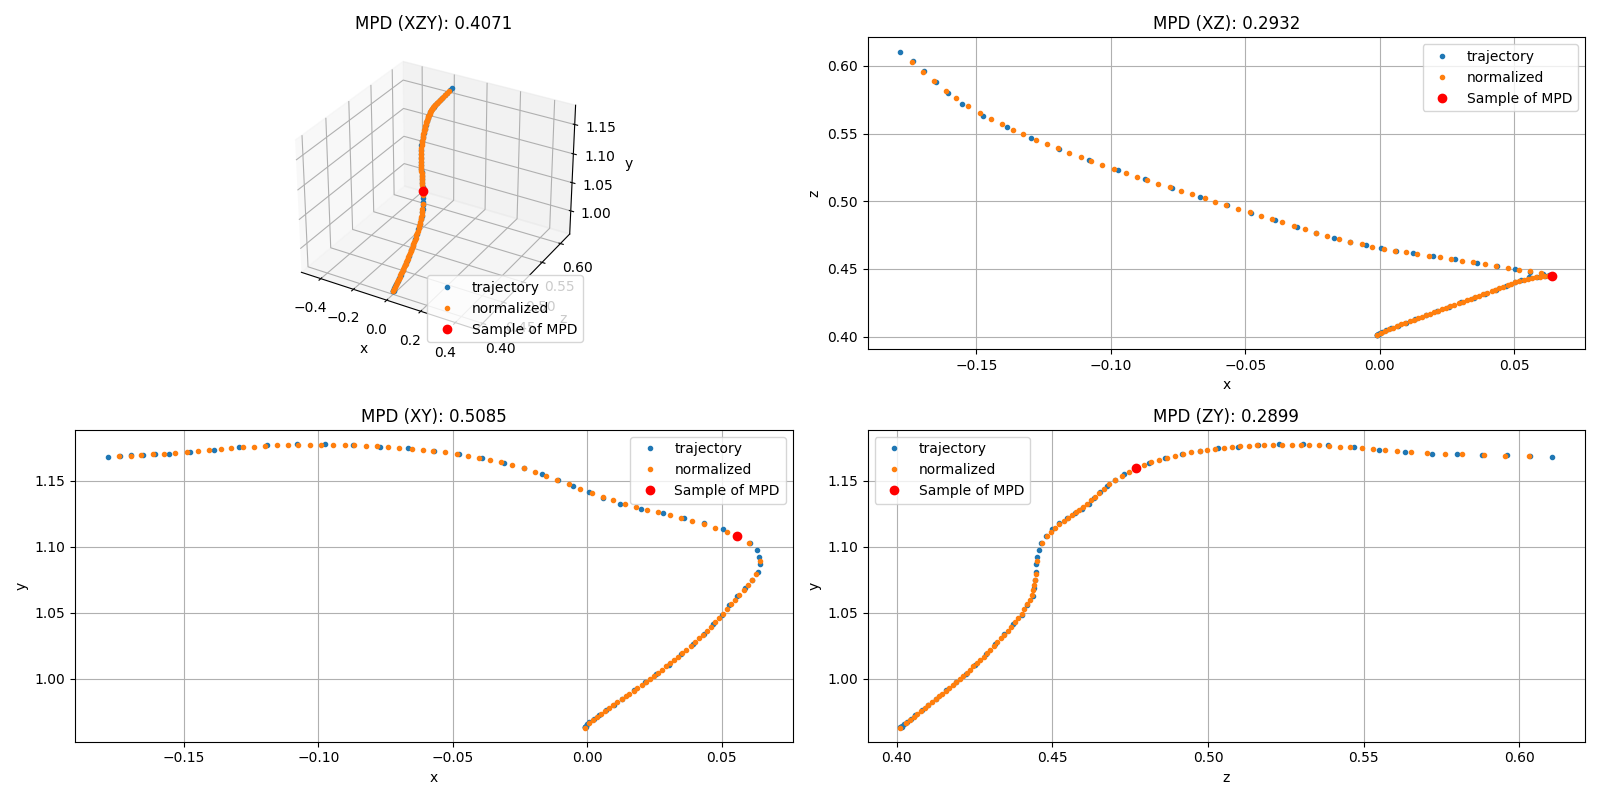 MPD (XZY): 0.4071
1.15
1.10
1.05
1.00
y
0.60
0.55
0.50
z
0.45
0.40
−0.4
−0.2
0.0
0.2
0.4
x
trajectory
normalized
Sample of MPD
MPD (XZ): 0.2932
trajectory
normalized
Sample of MPD
0.60
0.55
0.50
0.45
0.40
z
−0.15
−0.10
−0.05
0.00
0.05
x
MPD (XY): 0.5085
trajectory
normalized
Sample of MPD
1.15
1.10
1.05
1.00
y
−0.15
−0.10
−0.05
0.00
0.05
x
MPD (ZY): 0.2899
trajectory
normalized
Sample of MPD
1.15
1.10
1.05
1.00
y
0.40
0.45
0.50
0.55
0.60
z